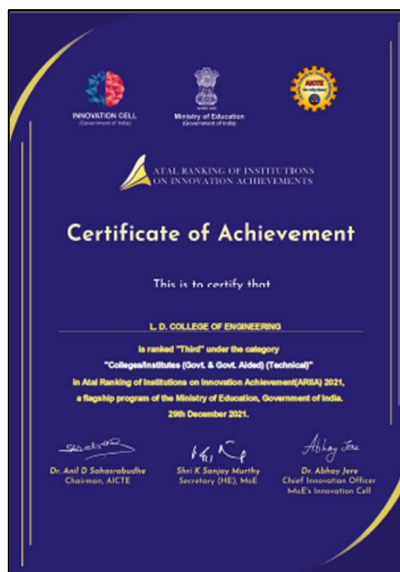 INNOVATION CELL
(Government of India)
Ministry of Education
(Government of India)
AICTE
ATAL RANKING OF INSTITUTIONS
ON INNOVATION ACHIEVEMENTS
Certificate of Achievement
This is to certify that
L. D. COLLEGE OF ENGINEERING
is ranked "Third" under the category
"Colleges/Institutes (Govt. & Govt. Aided) (Technical)"
in Atal Ranking of Institutions on Innovation Achievement(ARIIA) 2021,
a flagship program of the Ministry of Education, Government of India.
29th December 2021.
Abhay Jere
Dr. Anil D Sahasrabudhe
Chairman, AICTE
Shri K Sanjay Murthy
Secretary (HE), MoE
Dr. Abhay Jere
Chief Innovation Officer
MoE's Innovation Cell